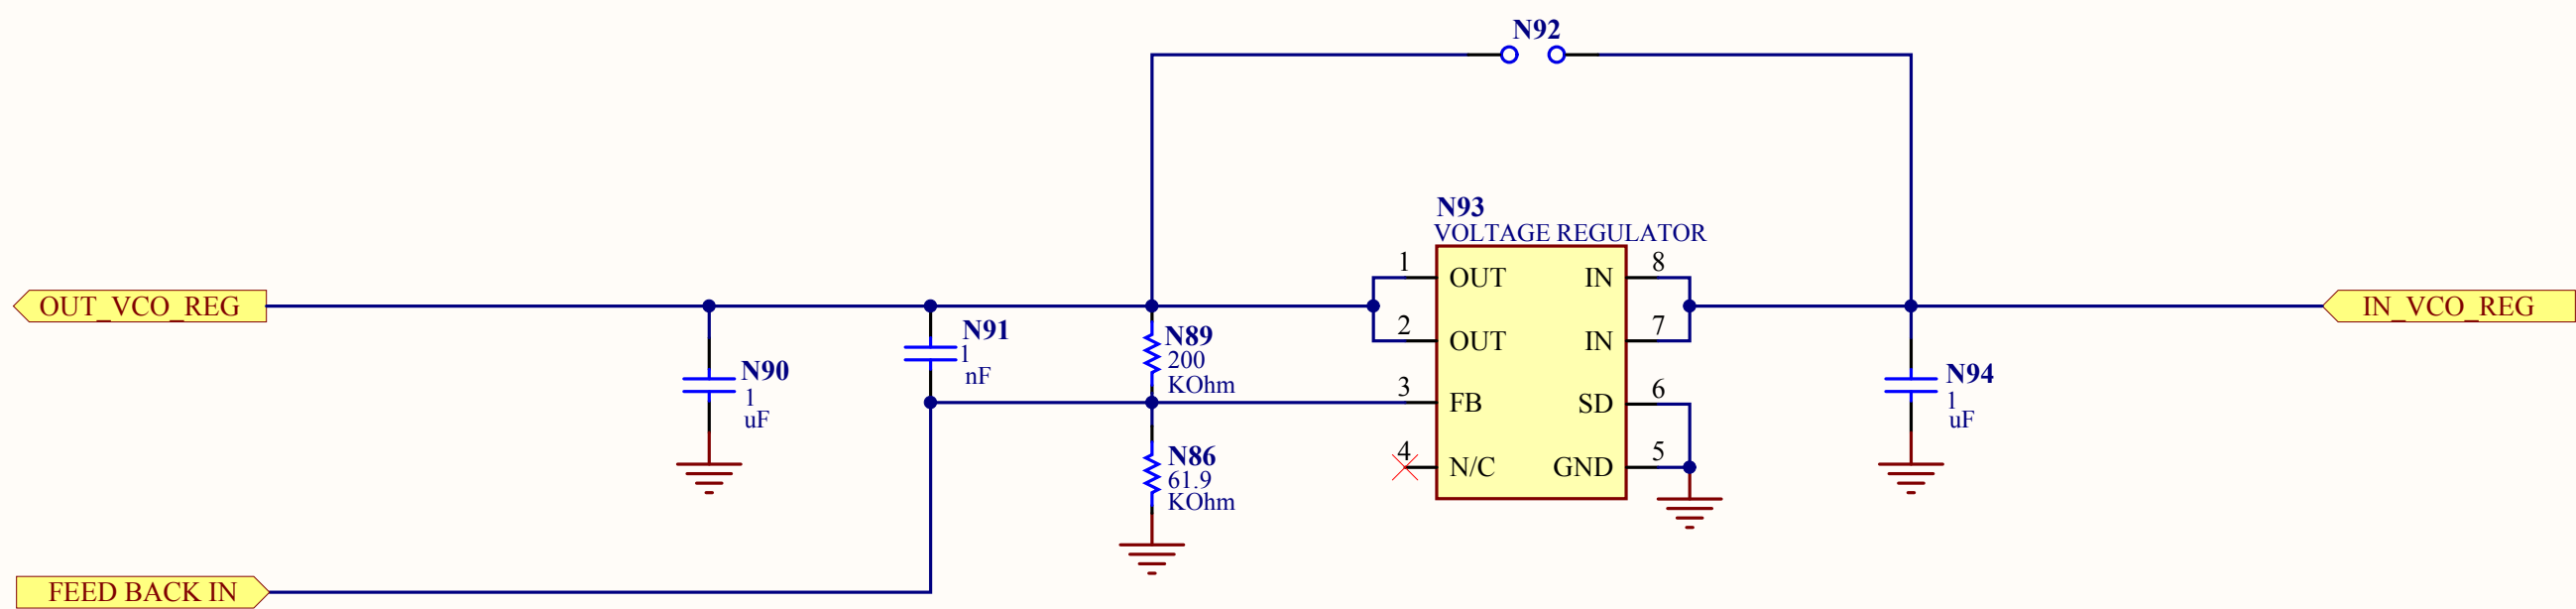 N92
N93
VOLTAGE REGULATOR
1 OUT IN 8
OUT_VCO_REG
IN_VCO_REG
N91
1
nF
N89
200
KOhm
2 OUT IN 7
N90
1
uF
N94
1
uF
3 FB SD 6
4 N/C GND 5
N86
61.9
KOhm
FEED BACK IN